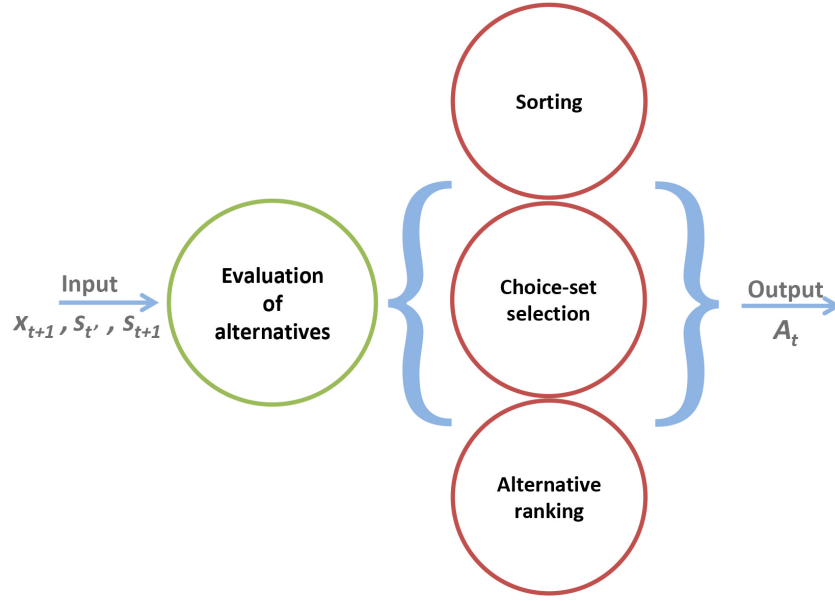 Input
x_{t+1} , s_{t'} , s_{t+1}
Evaluation
of
alternatives
Sorting
Choice-set
selection
Alternative
ranking
Output
A_t